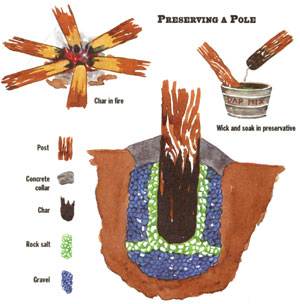 PRESERVING A POLE
Char in fire
Wick and soak in preservative
Post
Concrete
collar
Char
Rock salt
Gravel